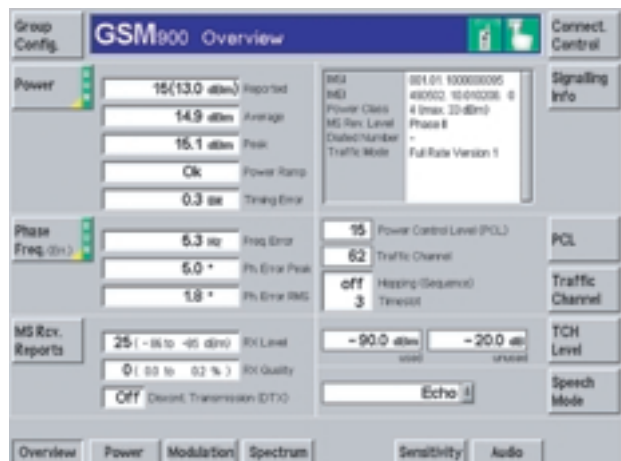 Group Config.
GSM900 Overview
Connect. Control
Power
15(13.0 dBm) Reported
14.9 dBm Average
15.1 dBm Peak
Ok Power Ramp
0.3 Bit Timing Error
IMSI 001.01.1000000095
IMEI
Power Class 4 (max. 33 dBm)
MS Rev. Level Phase II
Dialed Number -
Traffic Mode Full Rate Version 1
Signalling Info
Phase Freq.
6.3 Hz Freq. Error
5.0 ° Ph. Error Peak
1.8 ° Ph. Error RMS
15 Power Control Level (PCL)
62 Traffic Channel
off Hopping (Sequence)
3 Timeslot
PCL
Traffic Channel
MS Rcv. Reports
25 ( -86 to -85 dBm) RX Level
0 ( 0.0 to 0.2 % ) RX Quality
Off Discont. Transmission (DTX)
-90.0 dBm used
-20.0 dB unused
Echo
TCH Level
Speech Mode
Overview Power Modulation Spectrum Sensitivity Audio